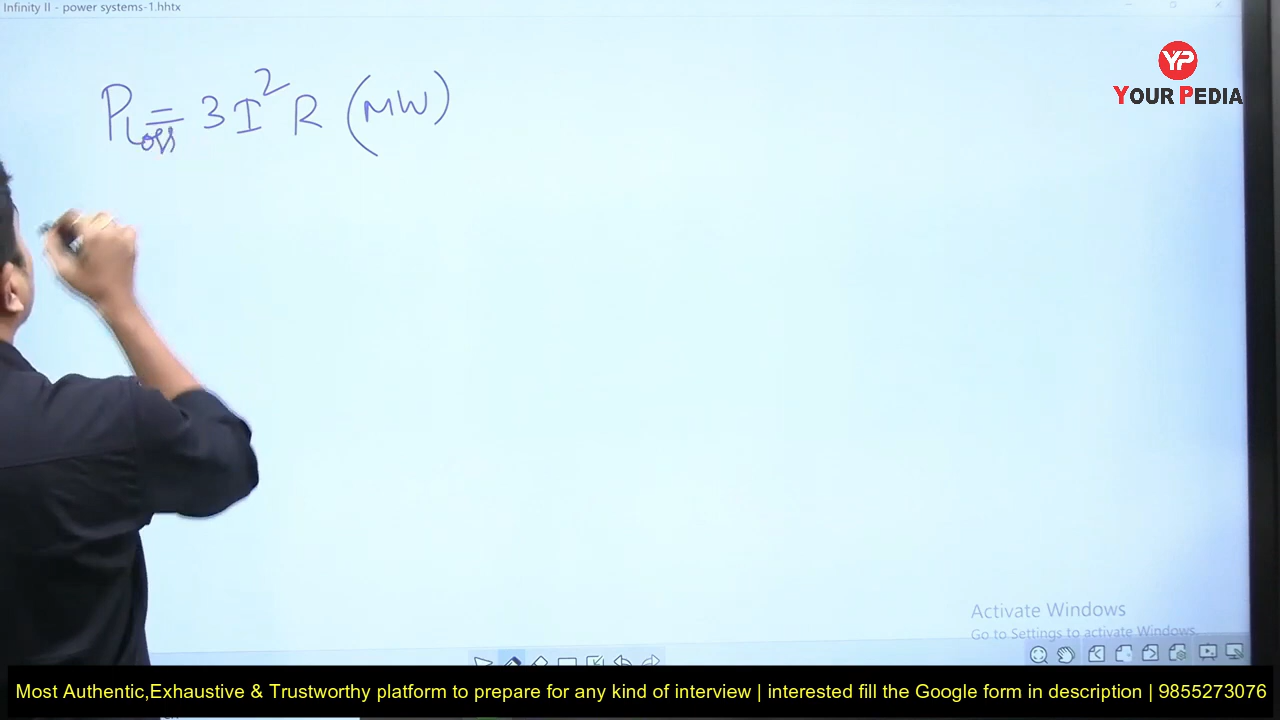 Infinity II - power systems-1.hhtx
P_Loss = 3 I² R (MW)
YP
YOUR PEDIA
Activate Windows
Go to Settings to activate Windows.
Most Authentic,Exhaustive & Trustworthy platform to prepare for any kind of interview | interested fill the Google form in description | 9855273076